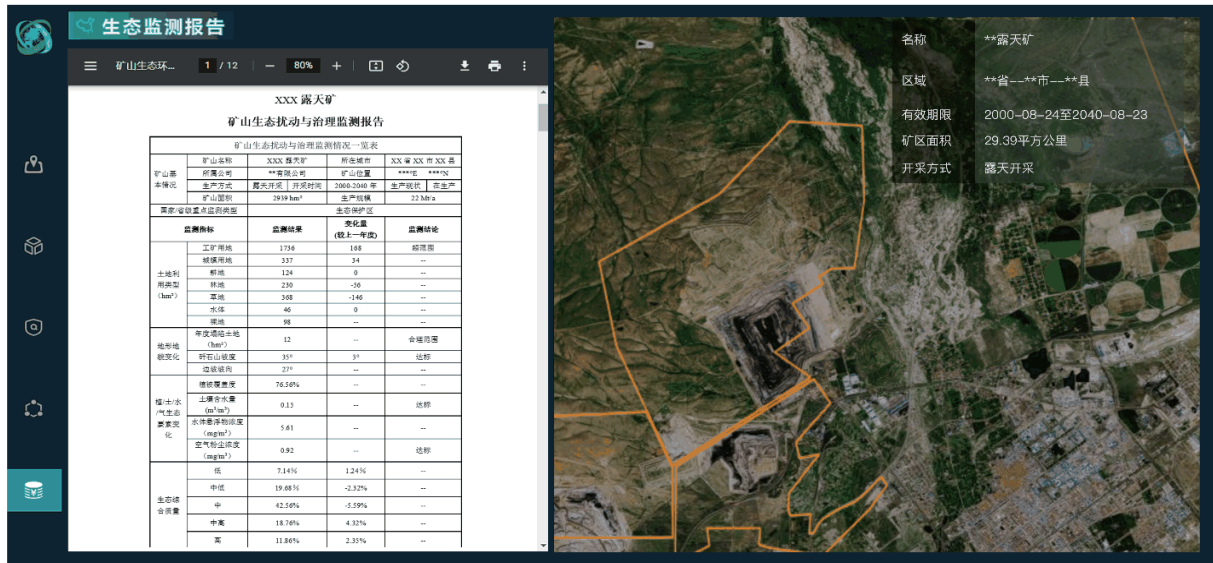 生态监测报告
矿山生态环... 1 / 12 80%
XXX 露天矿
矿山生态扰动与治理监测报告
矿山生态扰动与治理监测情况一览表
矿山基本情况 矿山名称 XXX 露天矿 所在城市 XX 省 XX 市 XX 县
所属公司 **有限公司 矿山位置 ****°E ****°N
生产方式 露天开采 开采时间 2000-2040 年 生产现状 在生产
矿山面积 2939 hm² 生产规模 22 Mt/a
国家/省级重点监测类型 生态保护区
监测指标 监测结果 变化量(较上一年度) 监测结论
土地利用类型(hm²) 工矿用地 1736 168 超范围
城镇用地 337 34 --
耕地 124 0 --
林地 230 -56 --
草地 368 -146 --
水体 46 0 --
裸地 98 -- --
地形地貌变化 年度塌陷土地(hm²) 12 -- 合理范围
矸石山坡度 35° 3° 达标
边坡坡向 27° -- --
植/土/水/气生态要素变化 植被覆盖度 76.56% -- --
土壤含水量(m³/m³) 0.15 -- 达标
水体悬浮物浓度(mg/m³) 5.61 -- --
空气粉尘浓度(mg/m³) 0.92 -- 达标
生态综合质量 低 7.14% 1.24% --
中低 19.68% -2.32% --
中 42.56% -5.59% --
中高 18.76% 4.32% --
高 11.86% 2.35% --
名称 **露天矿
区域 **省--**市--**县
有效期限 2000-08-24至2040-08-23
矿区面积 29.39平方公里
开采方式 露天开采